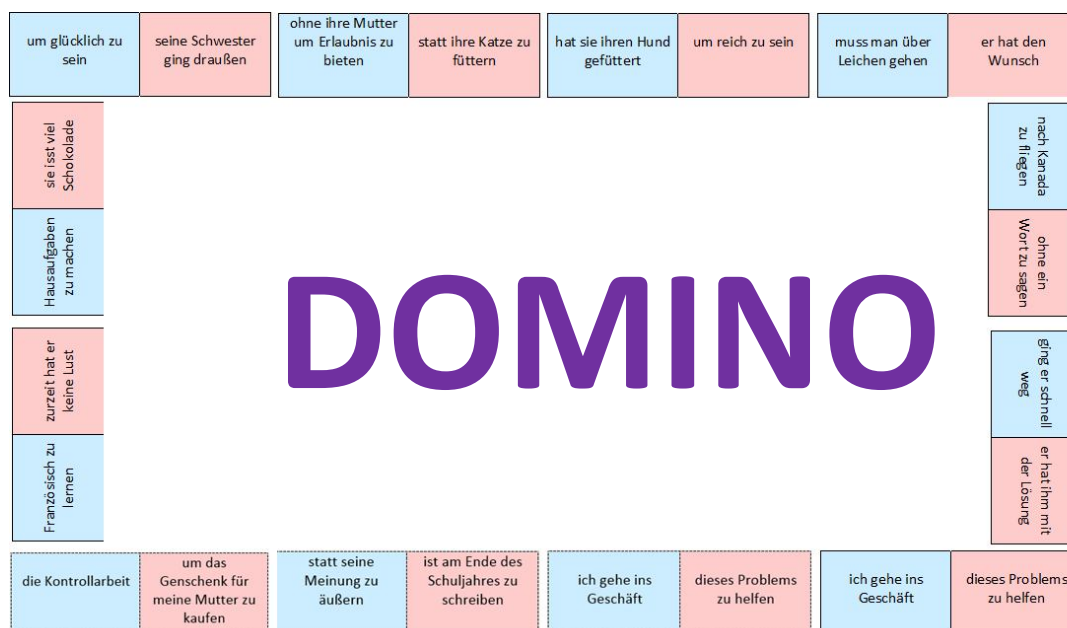 um glücklich zu
sein
seine Schwester
ging draußen
ohne ihre Mutter
um Erlaubnis zu
bieten
statt ihre Katze zu
füttern
hat sie ihren Hund
gefüttert
um reich zu sein
muss man über
Leichen gehen
er hat den
Wunsch
nach Kanada
zu fliegen
ohne ein
Wort zu sagen
ging er schnell
weg
er hat ihm mit
der Lösung
sie isst viel
Schokolade
Hausaufgaben
zu machen
zurzeit hat er
keine Lust
Französisch zu
lernen
DOMINO
die Kontrollarbeit
um das
Genschenk für
meine Mutter zu
kaufen
statt seine
Meinung zu
äußern
ist am Ende des
Schuljahres zu
schreiben
ich gehe ins
Geschäft
dieses Problems
zu helfen
ich gehe ins
Geschäft
dieses Problems
zu helfen